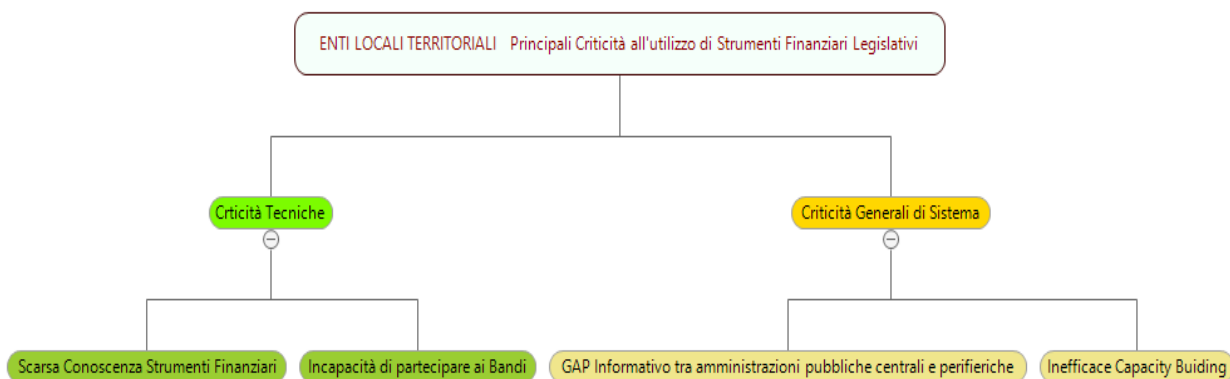 ENTI LOCALI TERRITORIALI Principali Criticità all'utilizzo di Strumenti Finanziari Legislativi
Crticità Tecniche
Criticità Generali di Sistema
Scarsa Conoscenza Strumenti Finanziari
Incapacità di partecipare ai Bandi
GAP Informativo tra amministrazioni pubbliche centrali e perifieriche
Inefficace Capacity Buiding